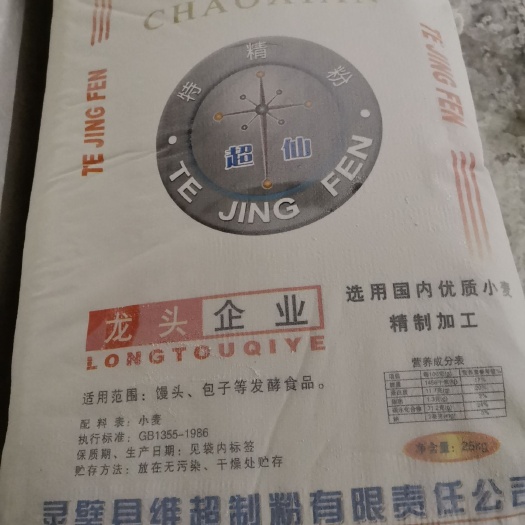 CHAOXIAN
TE JING FEN
TE JING FEN
特 精 粉
超 仙
TE JING FEN
龙头企业
LONGTOUQIYE
选用国内优质小麦
精制加工
适用范围：馒头、包子等发酵食品。
配 料 表：小麦
执行标准：GB1355-1986
保质期、生产日期：见袋内标签
贮存方法：放在无污染、干燥处贮存
营养成分表
净含量：25kg
灵璧县维超制粉有限责任公司